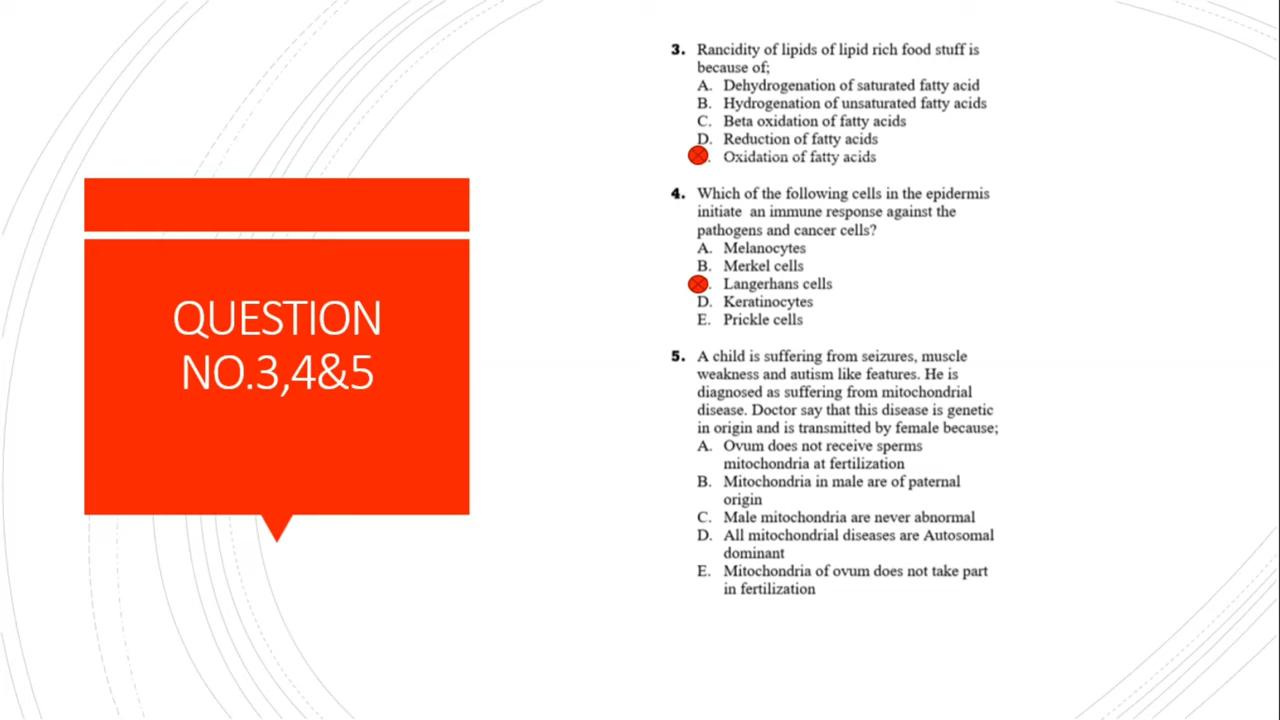 QUESTION
NO.3,4&5
3. Rancidity of lipids of lipid rich food stuff is
because of;
A. Dehydrogenation of saturated fatty acid
B. Hydrogenation of unsaturated fatty acids
C. Beta oxidation of fatty acids
D. Reduction of fatty acids
. Oxidation of fatty acids
4. Which of the following cells in the epidermis
initiate an immune response against the
pathogens and cancer cells?
A. Melanocytes
B. Merkel cells
. Langerhans cells
D. Keratinocytes
E. Prickle cells
5. A child is suffering from seizures, muscle
weakness and autism like features. He is
diagnosed as suffering from mitochondrial
disease. Doctor say that this disease is genetic
in origin and is transmitted by female because;
A. Ovum does not receive sperms
mitochondria at fertilization
B. Mitochondria in male are of paternal
origin
C. Male mitochondria are never abnormal
D. All mitochondrial diseases are Autosomal
dominant
E. Mitochondria of ovum does not take part
in fertilization